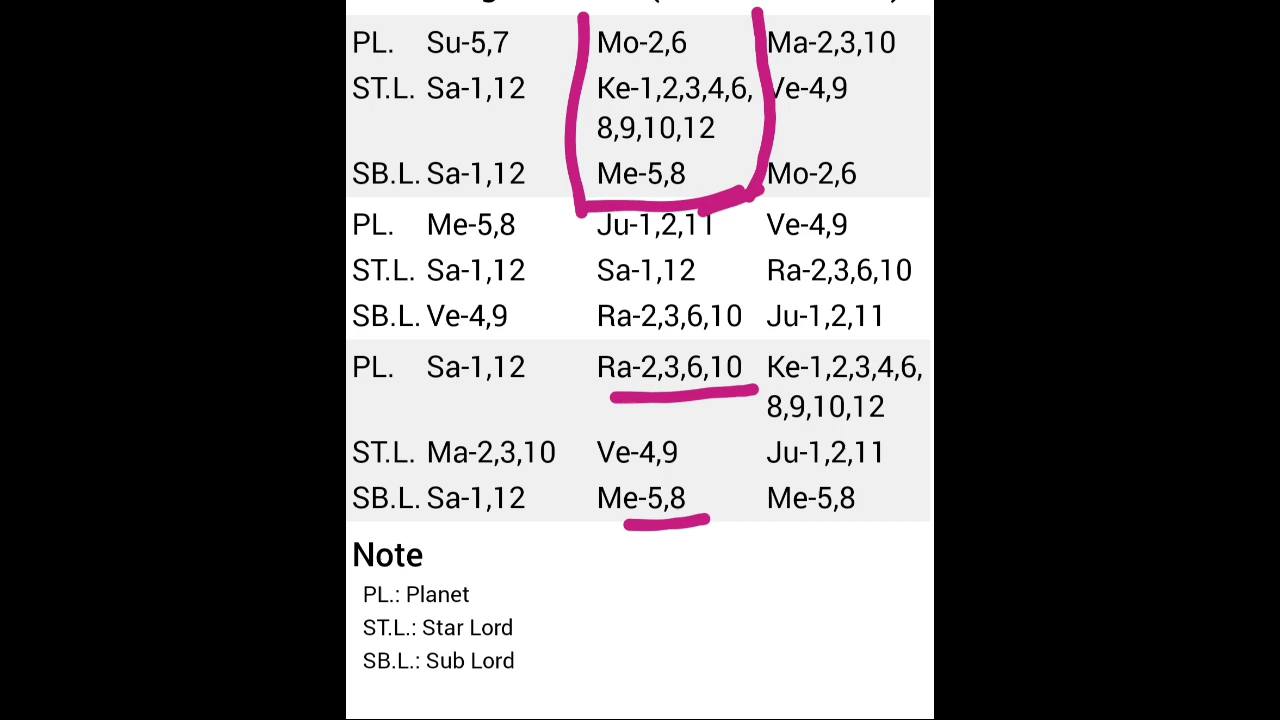 PL. Su-5,7 Mo-2,6 Ma-2,3,10
ST.L. Sa-1,12 Ke-1,2,3,4,6, Ve-4,9
8,9,10,12
SB.L. Sa-1,12 Me-5,8 Mo-2,6
PL. Me-5,8 Ju-1,2,11 Ve-4,9
ST.L. Sa-1,12 Sa-1,12 Ra-2,3,6,10
SB.L. Ve-4,9 Ra-2,3,6,10 Ju-1,2,11
PL. Sa-1,12 Ra-2,3,6,10 Ke-1,2,3,4,6,
8,9,10,12
ST.L. Ma-2,3,10 Ve-4,9 Ju-1,2,11
SB.L. Sa-1,12 Me-5,8 Me-5,8
Note
PL.: Planet
ST.L.: Star Lord
SB.L.: Sub Lord